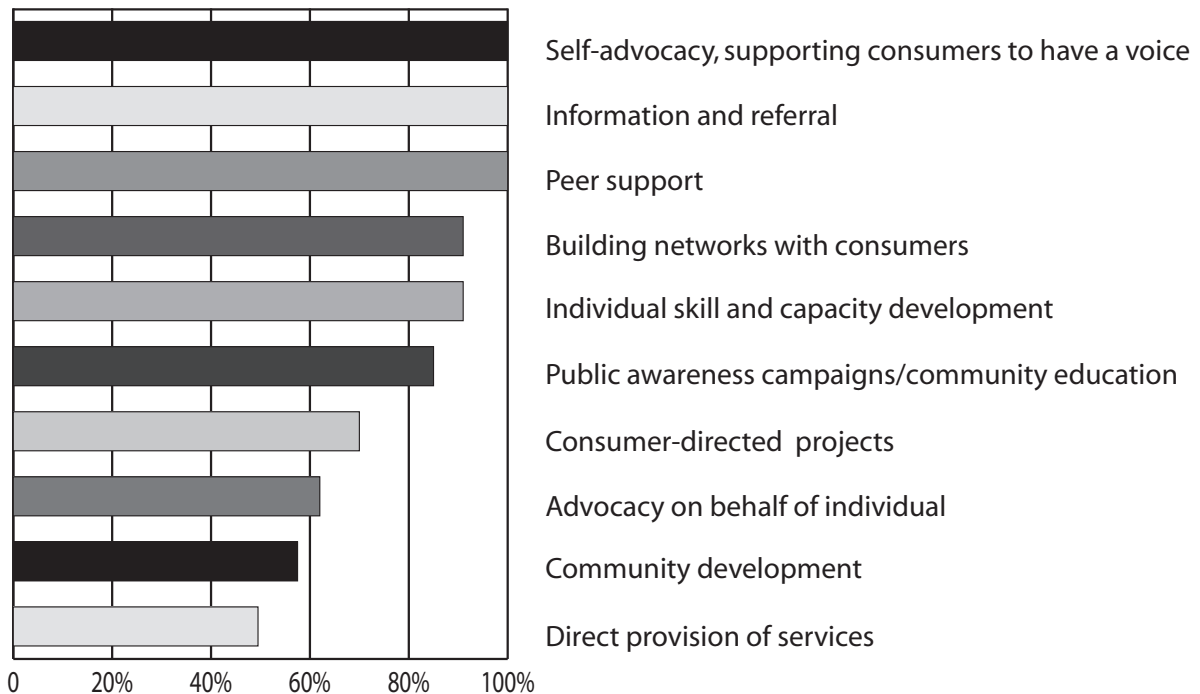 Self-advocacy, supporting consumers to have a voice
Information and referral
Peer support
Building networks with consumers
Individual skill and capacity development
Public awareness campaigns/community education
Consumer-directed projects
Advocacy on behalf of individual
Community development
Direct provision of services
0 20% 40% 60% 80% 100%